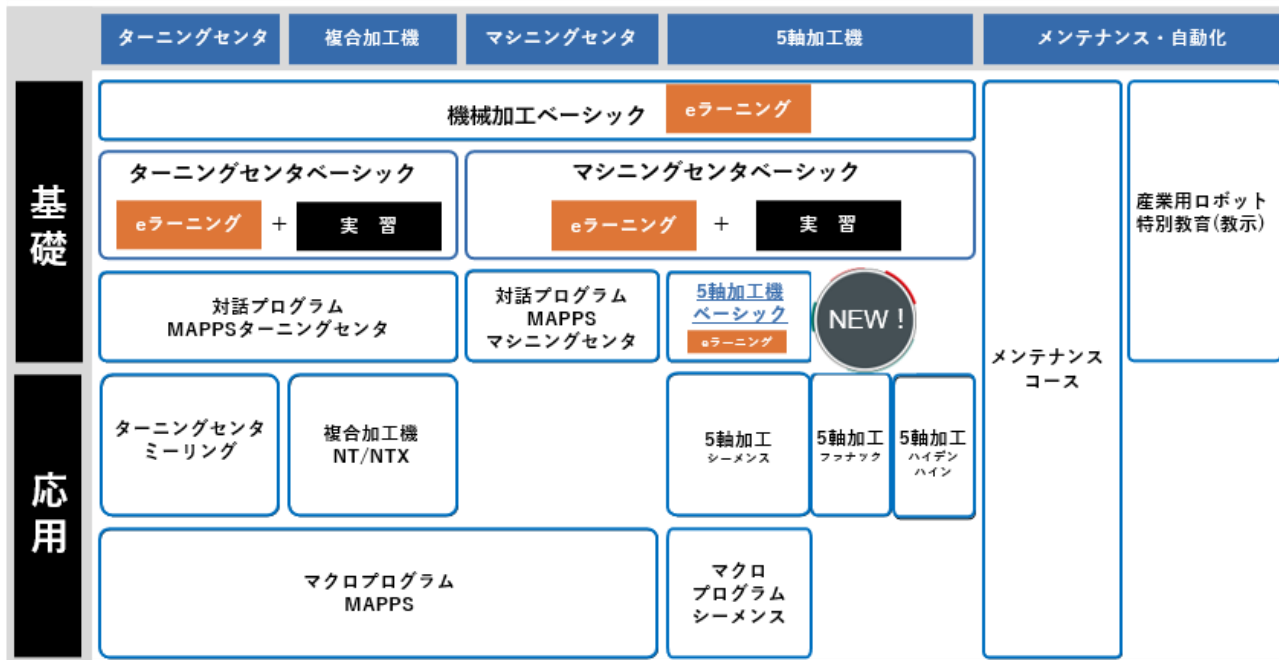 ターニングセンタ
複合加工機
マシニングセンタ
5軸加工機
メンテナンス・自動化
基礎
機械加工ベーシック
eラーニング
ターニングセンタベーシック
eラーニング + 実 習
マシニングセンタベーシック
eラーニング + 実 習
対話プログラム
MAPPSターニングセンタ
対話プログラム
MAPPS
マシニングセンタ
5軸加工機
ベーシック
eラーニング
NEW！
メンテナンス
コース
産業用ロボット
特別教育(教示)
応用
ターニングセンタ
ミーリング
複合加工機
NT/NTX
5軸加工
シーメンス
5軸加工
ファナック
5軸加工
ハイデン
ハイン
マクロプログラム
MAPPS
マクロ
プログラム
シーメンス